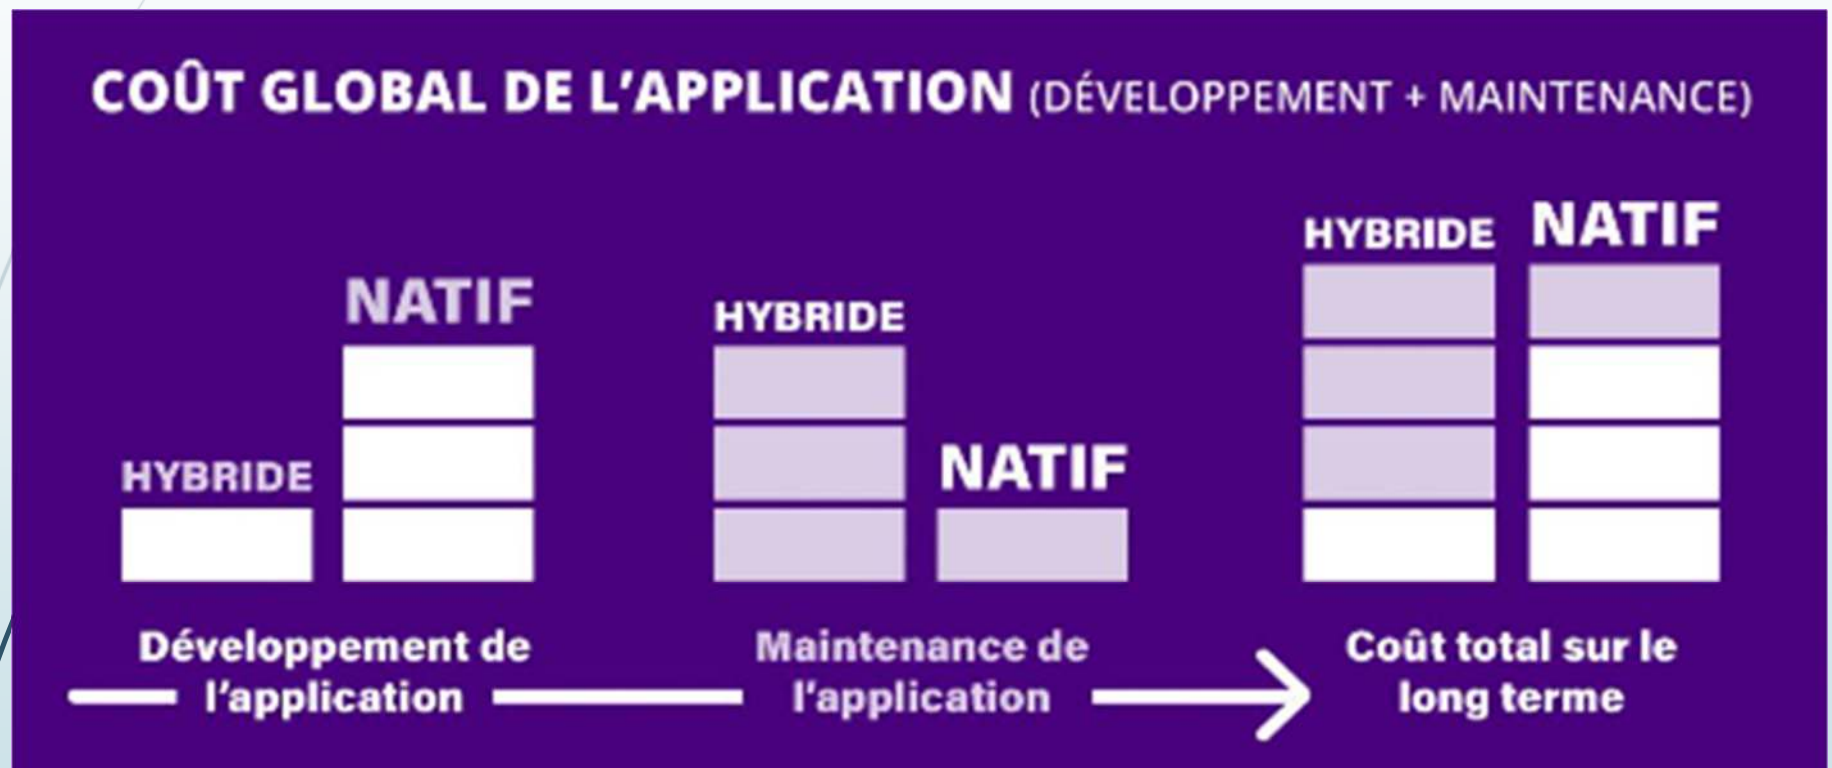 COÛT GLOBAL DE L’APPLICATION (DÉVELOPPEMENT + MAINTENANCE)
HYBRIDE
NATIF
Développement de
l’application
HYBRIDE
NATIF
Maintenance de
l’application
HYBRIDE
NATIF
Coût total sur le
long terme